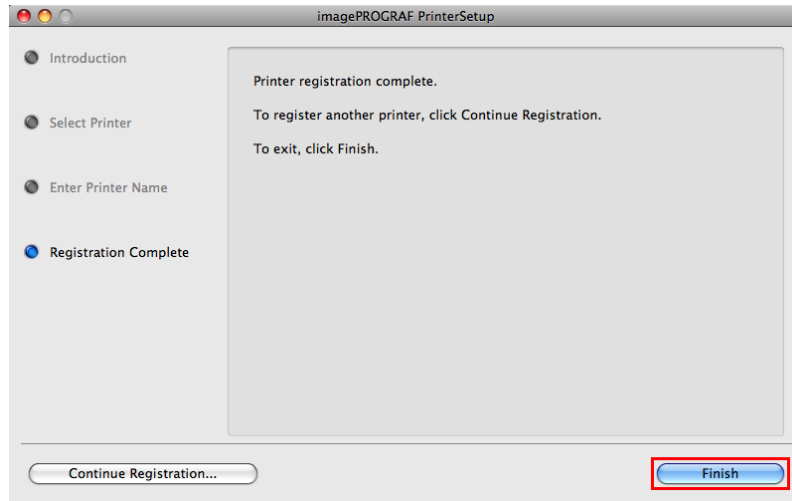 imagePROGRAF PrinterSetup
Introduction
Select Printer
Enter Printer Name
Registration Complete
Printer registration complete.
To register another printer, click Continue Registration.
To exit, click Finish.
Continue Registration...
Finish